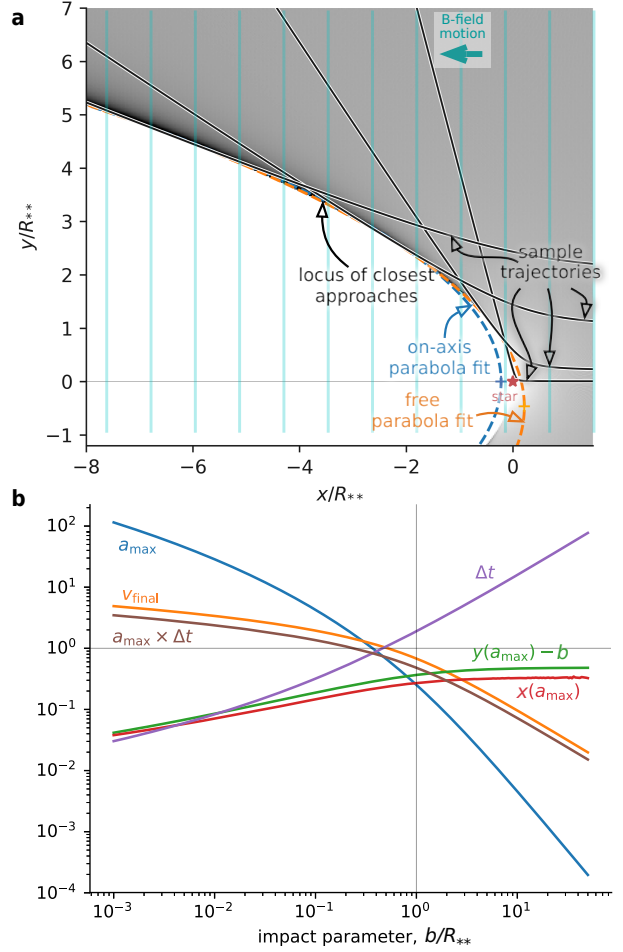 a
7
6
5
4
3
2
1
0
−1
y/R**
B-field
motion
locus of closest
approaches
sample
trajectories
on-axis
parabola fit
star
free
parabola fit
−8
−6
−4
−2
0
x/R**
b
10²
10¹
10⁰
10⁻¹
10⁻²
10⁻³
10⁻⁴
a_max
v_final
a_max × Δt
Δt
y(a_max) − b
x(a_max)
10⁻³
10⁻²
10⁻¹
10⁰
10¹
impact parameter, b/R**